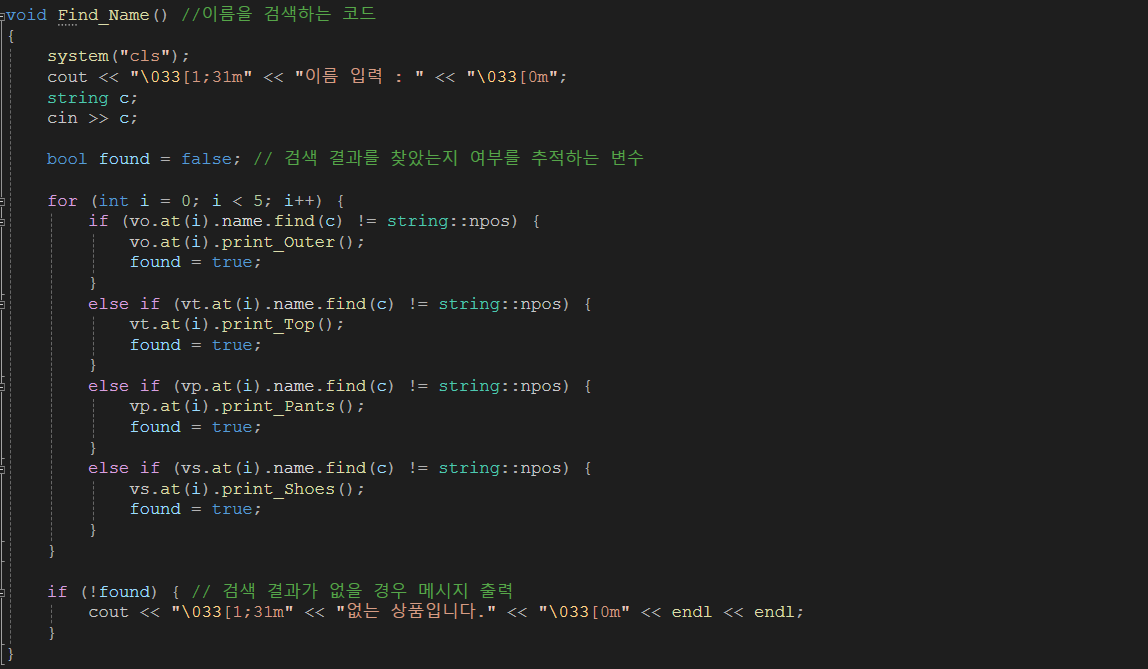 void Find_Name() //이름을 검색하는 코드
{
    system("cls");
    cout << "\033[1;31m" << "이름 입력 : " << "\033[0m";
    string c;
    cin >> c;
    bool found = false; // 검색 결과를 찾았는지 여부를 추적하는 변수
    for (int i = 0; i < 5; i++) {
        if (vo.at(i).name.find(c) != string::npos) {
            vo.at(i).print_Outer();
            found = true;
        }
        else if (vt.at(i).name.find(c) != string::npos) {
            vt.at(i).print_Top();
            found = true;
        }
        else if (vp.at(i).name.find(c) != string::npos) {
            vp.at(i).print_Pants();
            found = true;
        }
        else if (vs.at(i).name.find(c) != string::npos) {
            vs.at(i).print_Shoes();
            found = true;
        }
    }
    if (!found) { // 검색 결과가 없을 경우 메시지 출력
        cout << "\033[1;31m" << "없는 상품입니다." << "\033[0m" << endl << endl;
    }
}